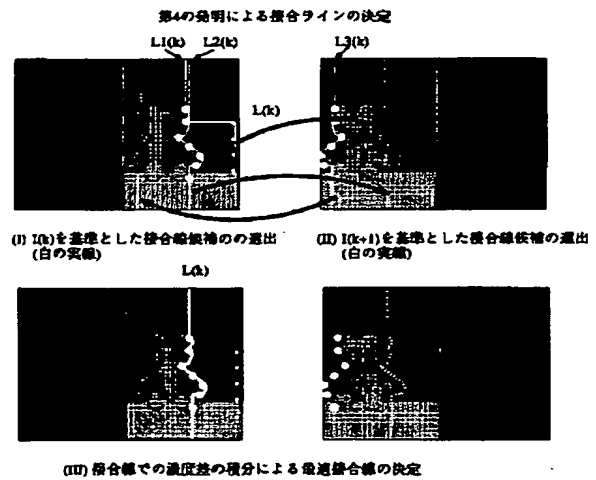 第4の発明による接合ラインの決定
L1(k) L2(k) L3(k)
L(k)
(I) I(k)を基準とした接合線候補のの選出
(白の実線)
(II) I(k+1)を基準とした接合線候補の選出
(白の実線)
L(k)
(III) 接合線での濃度差の積分による最適接合線の決定